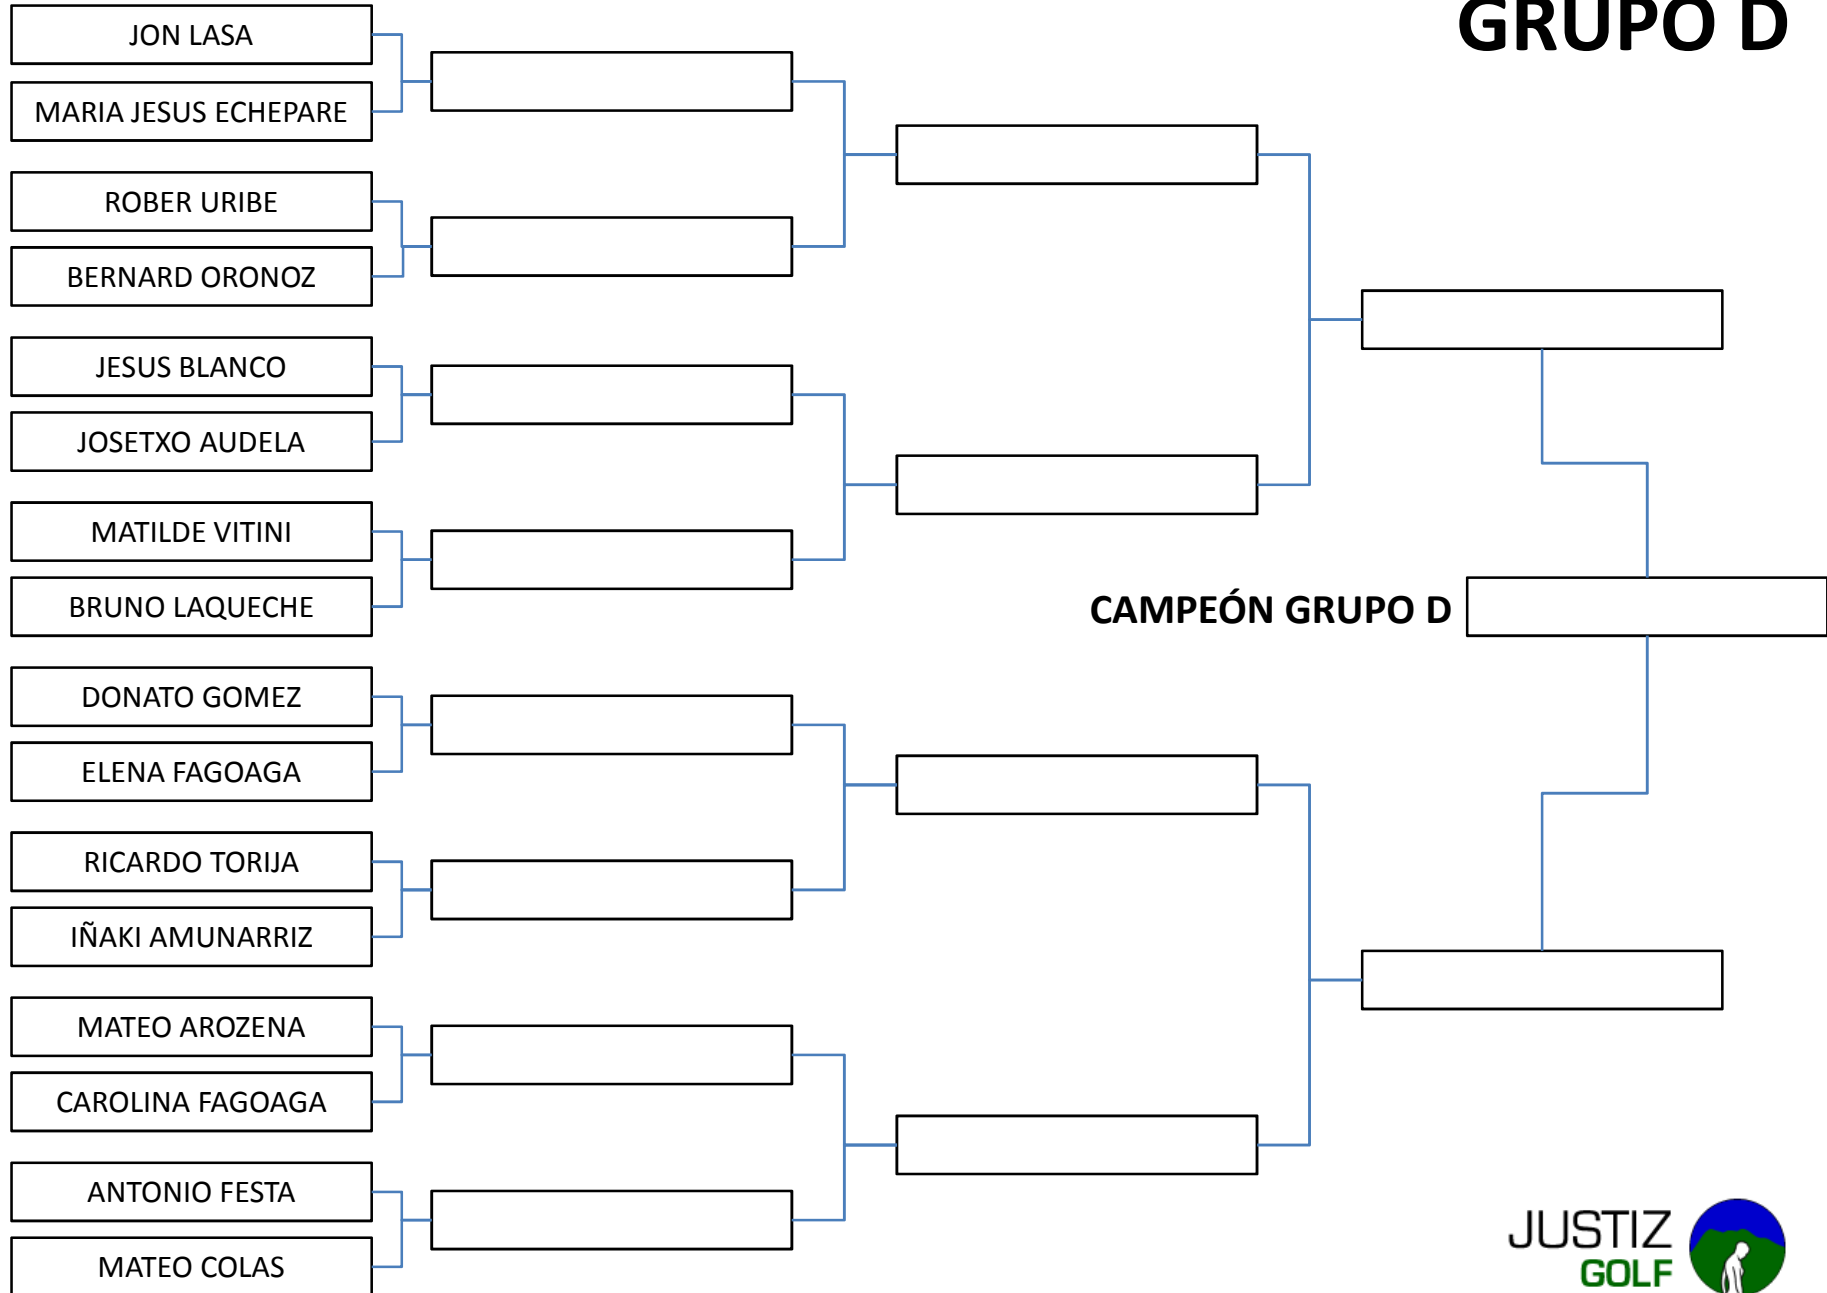 GRUPO D
JON LASA
MARIA JESUS ECHEPARE
ROBER URIBE
BERNARD ORONOZ
JESUS BLANCO
JOSETXO AUDELA
MATILDE VITINI
BRUNO LAQUECHE
CAMPEÓN GRUPO D
DONATO GOMEZ
ELENA FAGOAGA
RICARDO TORIJA
IÑAKI AMUNARRIZ
MATEO AROZENA
CAROLINA FAGOAGA
ANTONIO FESTA
MATEO COLAS
JUSTIZ
GOLF